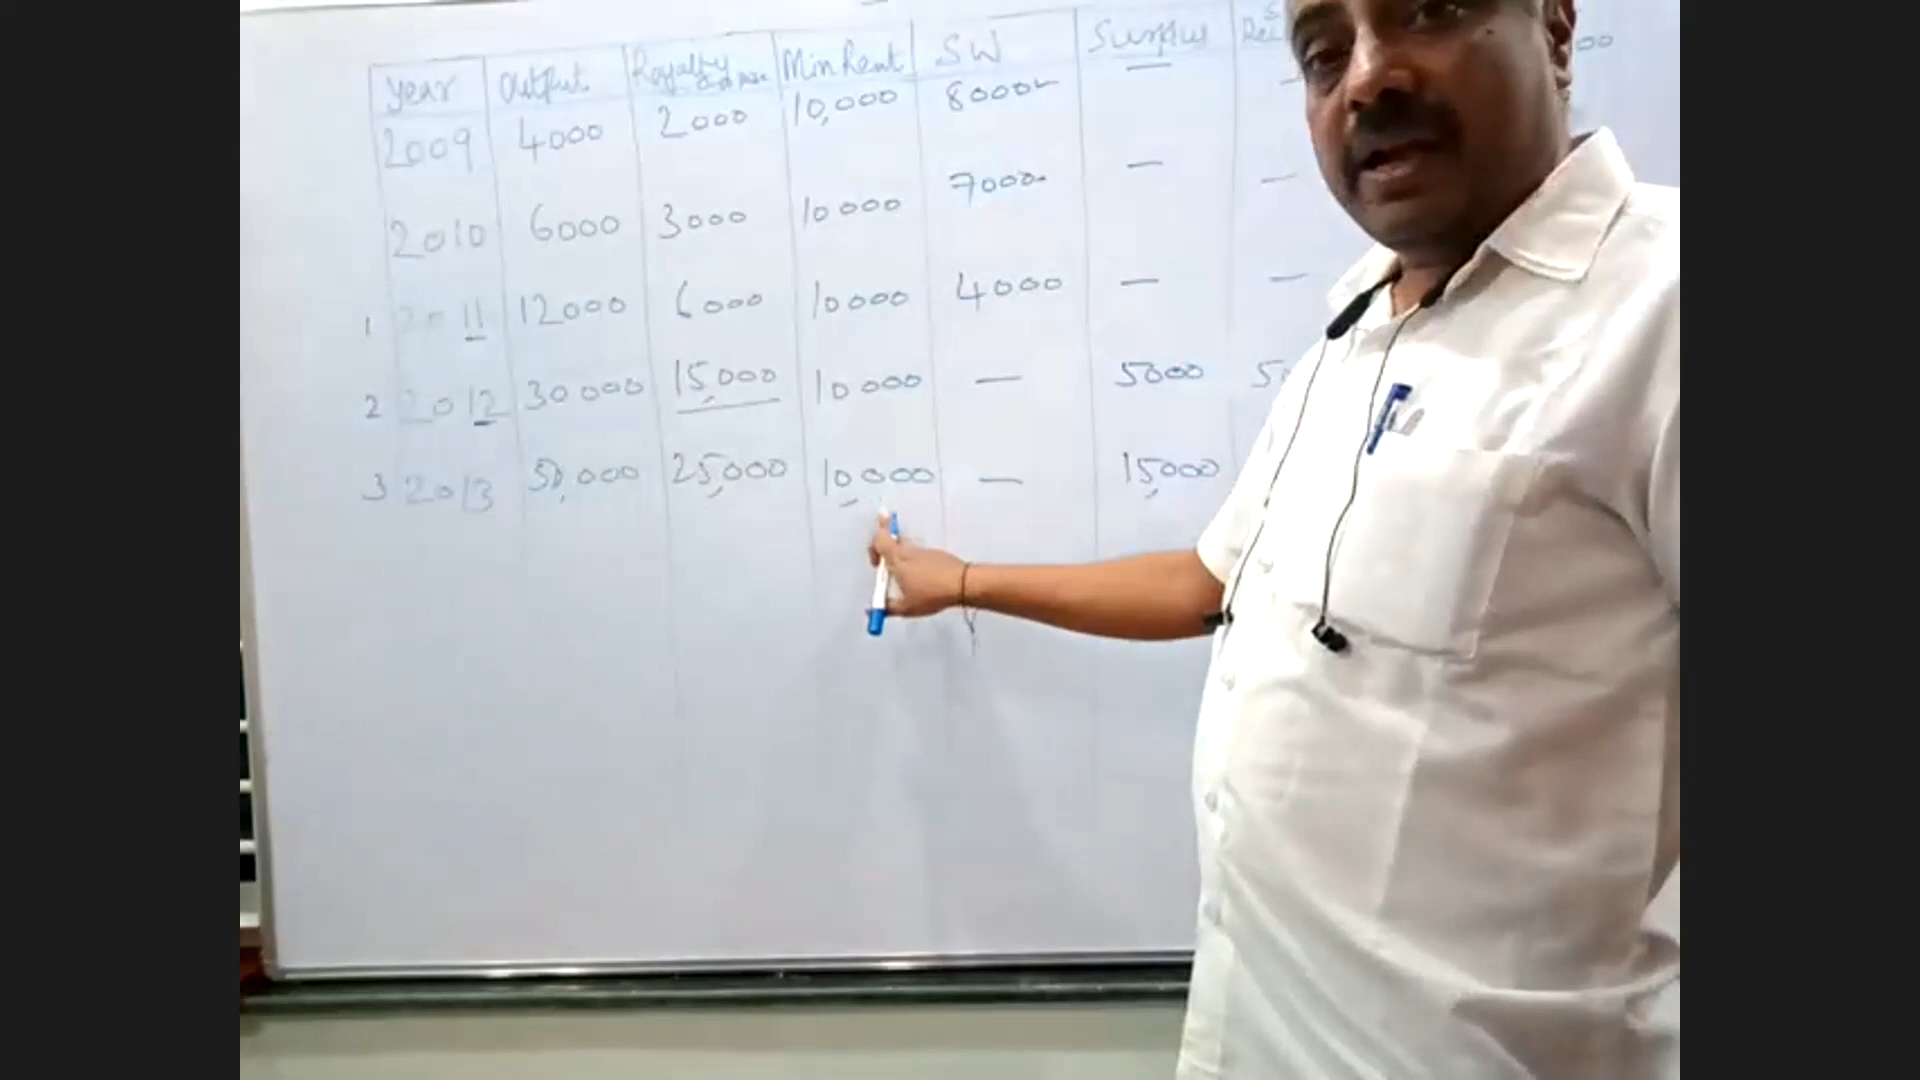 year output Royalty Min Rent SW Surplus
2009 4000 2000 10,000 8000 —
2010 6000 3000 10000 7000 — —
1 2011 12000 6000 10000 4000 — —
2 2012 30000 15,000 10000 — 5000
3 2013 50,000 25,000 10000 — 15,000